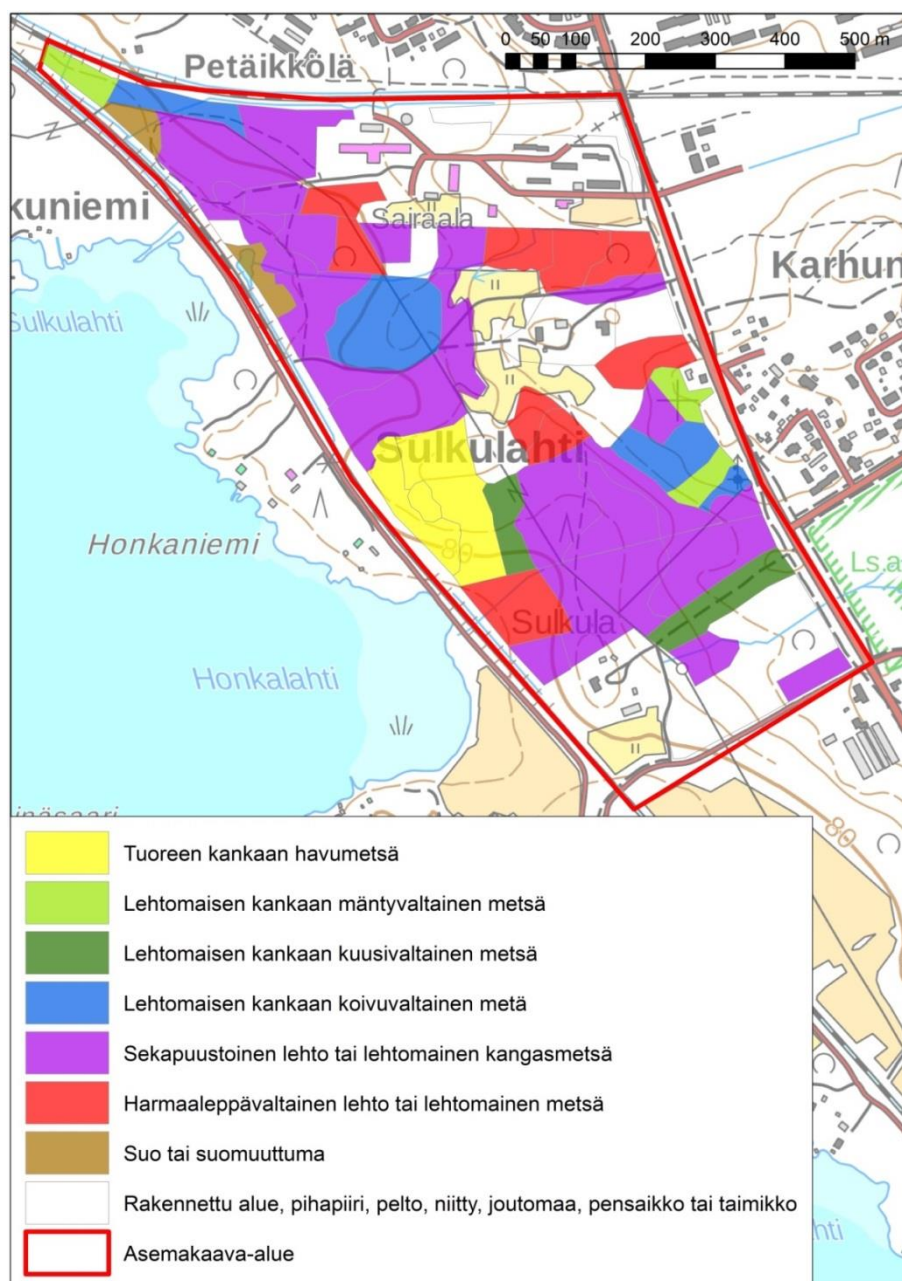 0 50 100 200 300 400 500 m
Petäikkölä
kuniemi
Sairaala
Karhun
Sulkulahti
Sulkulahti
80
Honkaniemi
Ls.a
Sulkula
Honkalahti
80
Tuoreen kankaan havumetsä
Lehtomaisen kankaan mäntyvaltainen metsä
Lehtomaisen kankaan kuusivaltainen metsä
Lehtomaisen kankaan koivuvaltainen metä
Sekapuustoinen lehto tai lehtomainen kangasmetsä
Harmaaleppävaltainen lehto tai lehtomainen metsä
Suo tai suomuuttuma
Rakennettu alue, pihapiiri, pelto, niitty, joutomaa, pensaikko tai taimikko
hti
Asemakaava-alue